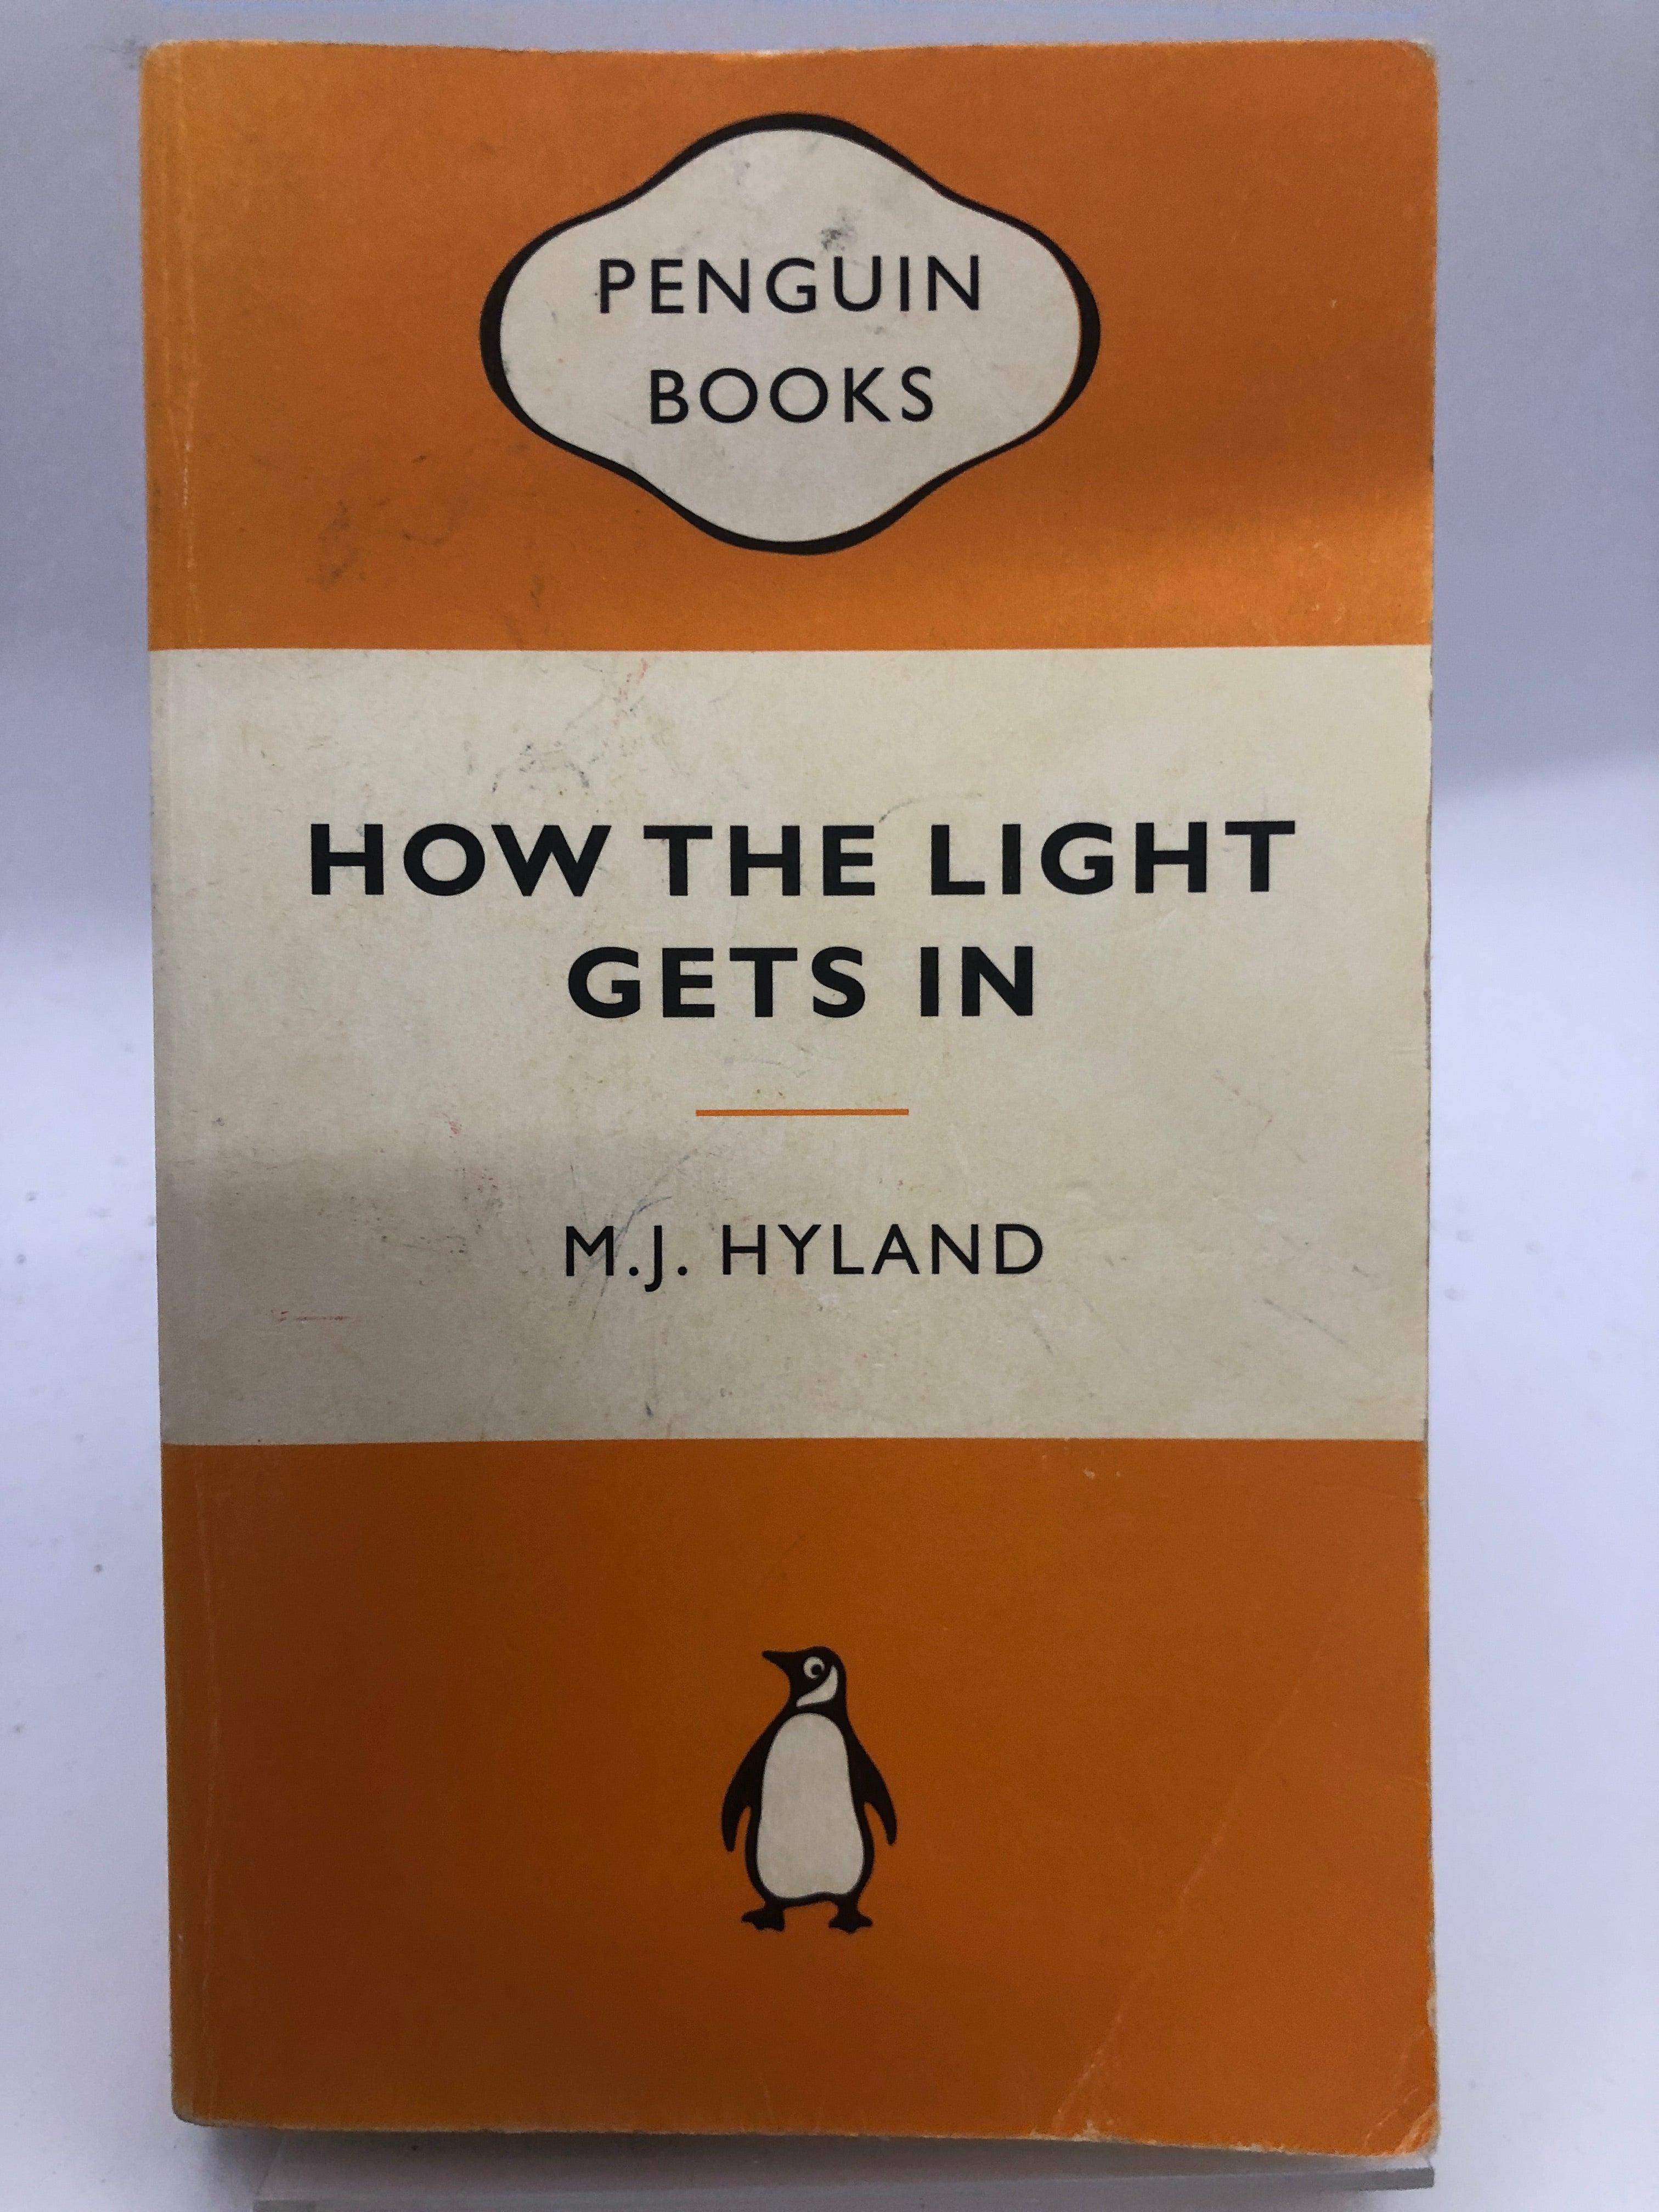 PENGUIN
BOOKS
HOW THE LIGHT
GETS IN
M.J. HYLAND